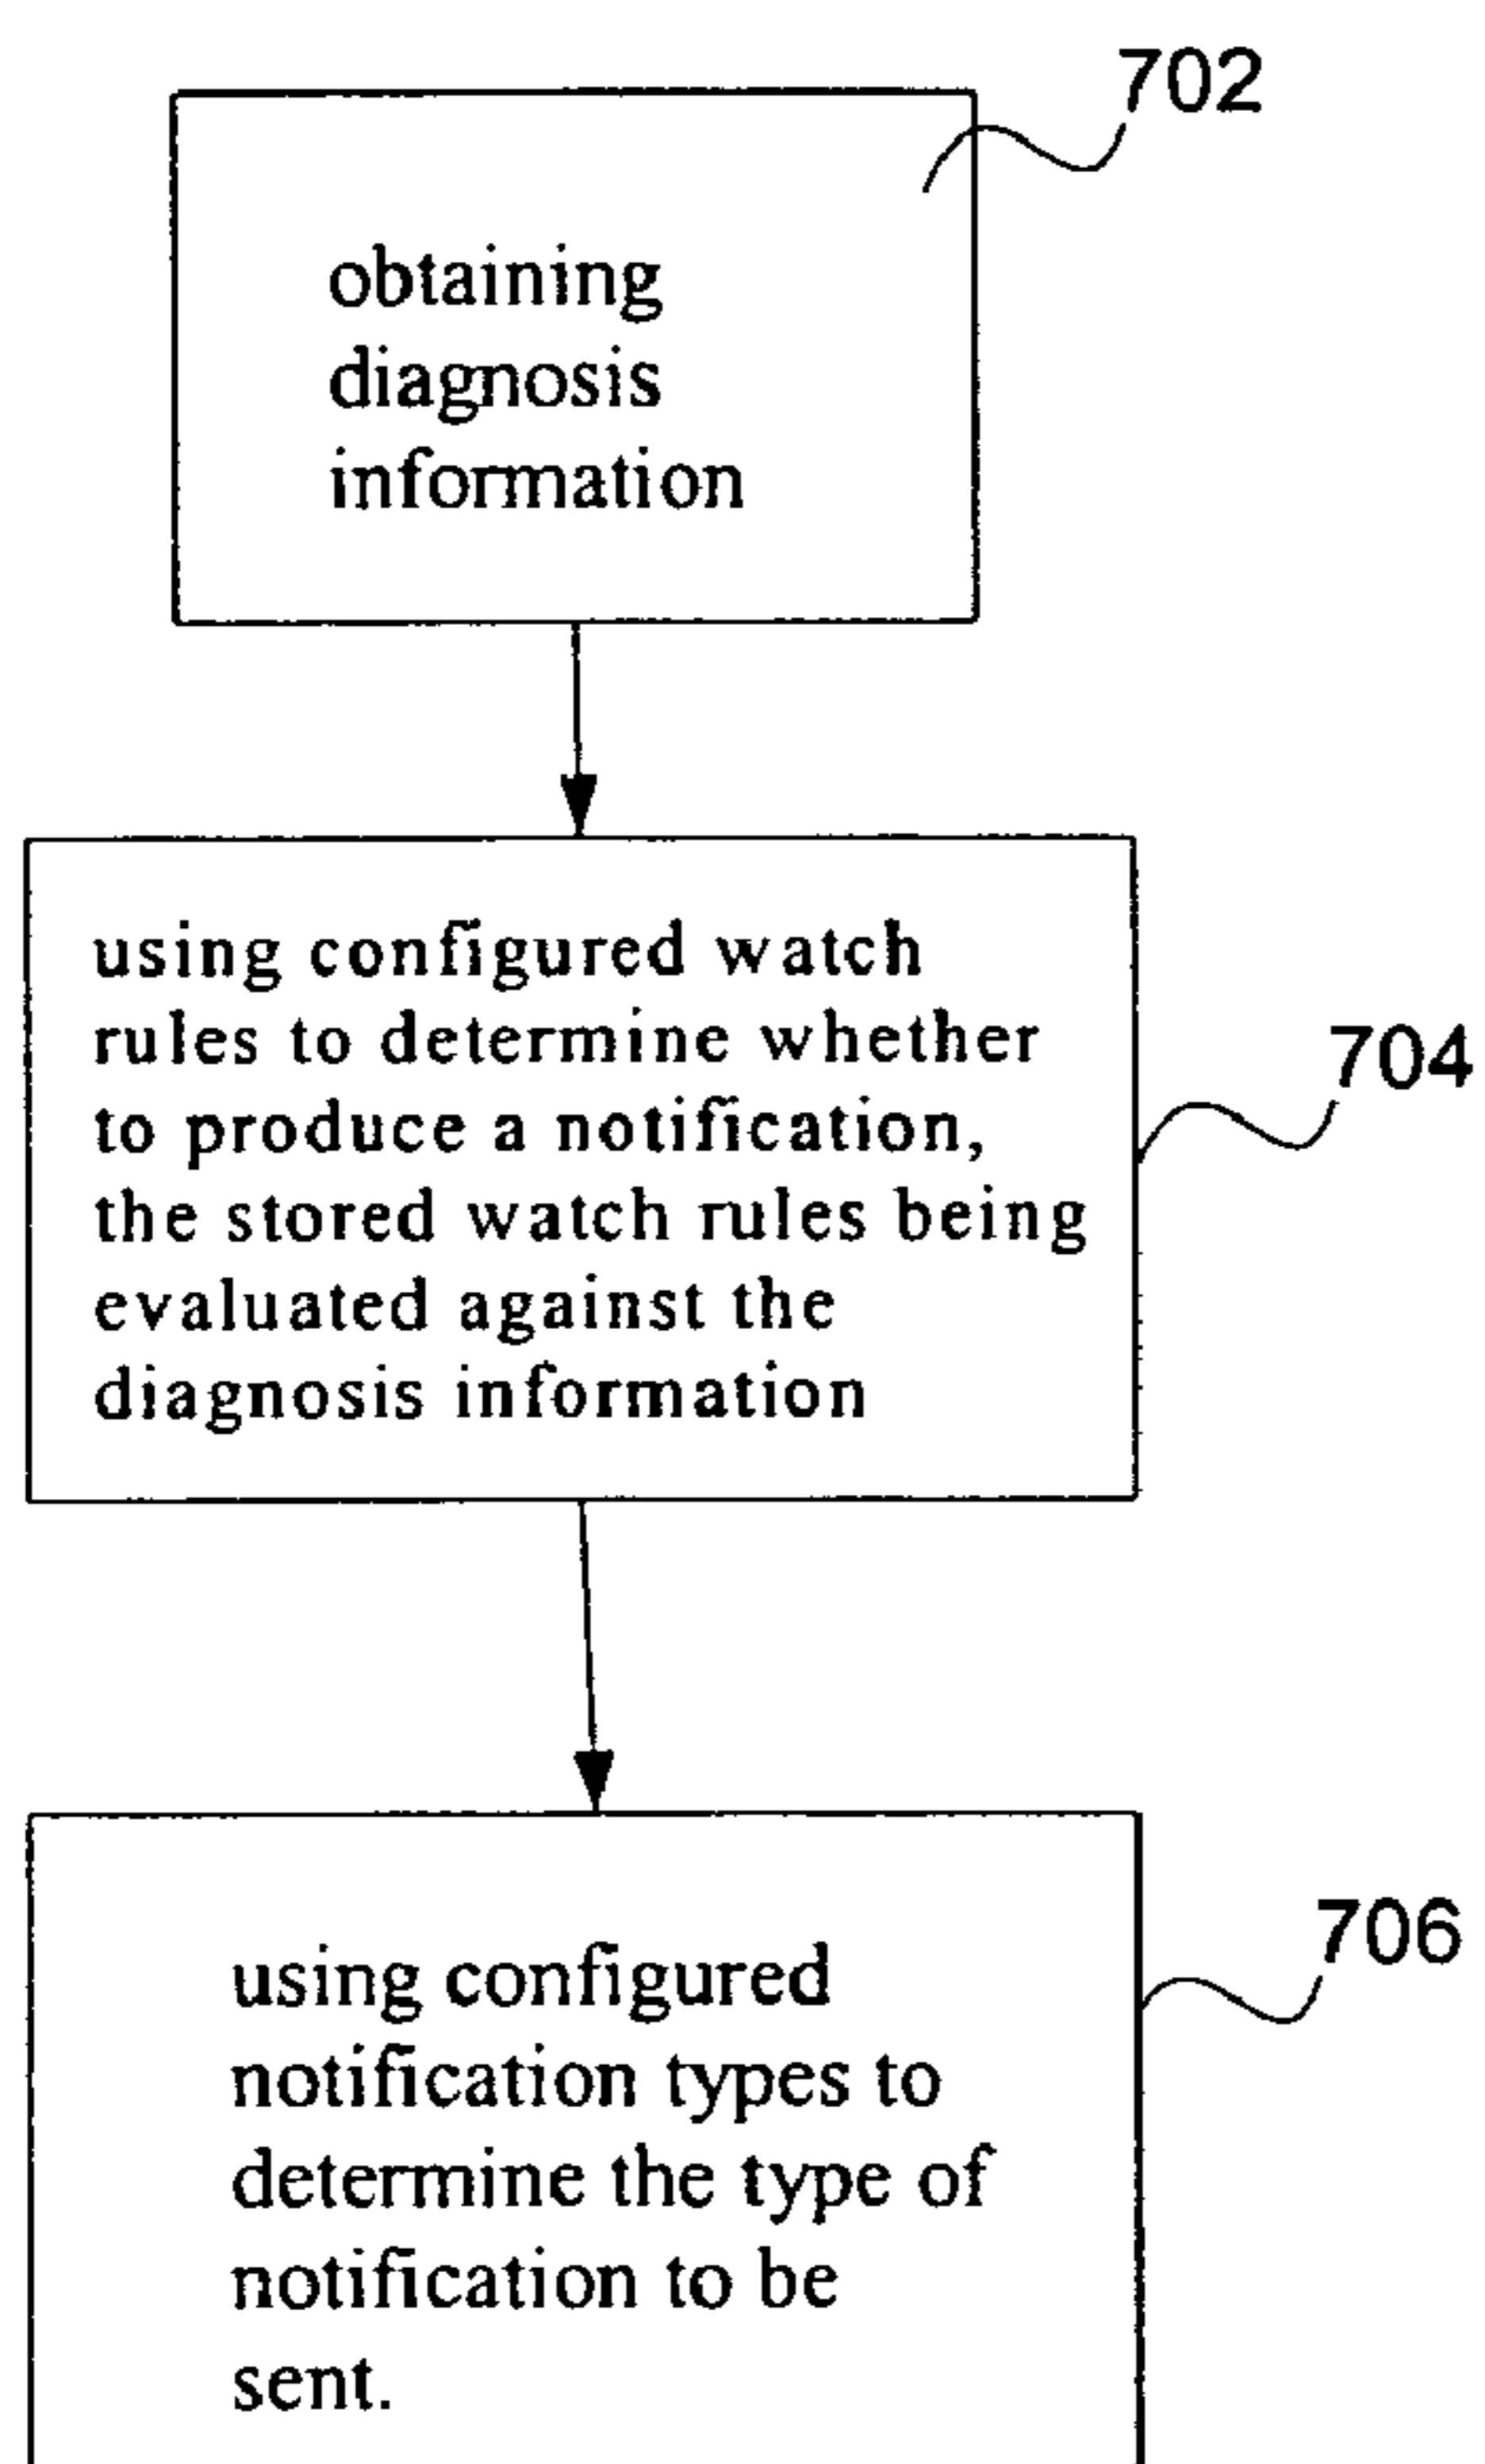 702
obtaining
diagnosis
information
using configured watch
rules to determine whether
to produce a notification,
the stored watch rules being
evaluated against the
diagnosis information
704
using configured
notification types to
determine the type of
notification to be
sent.
706